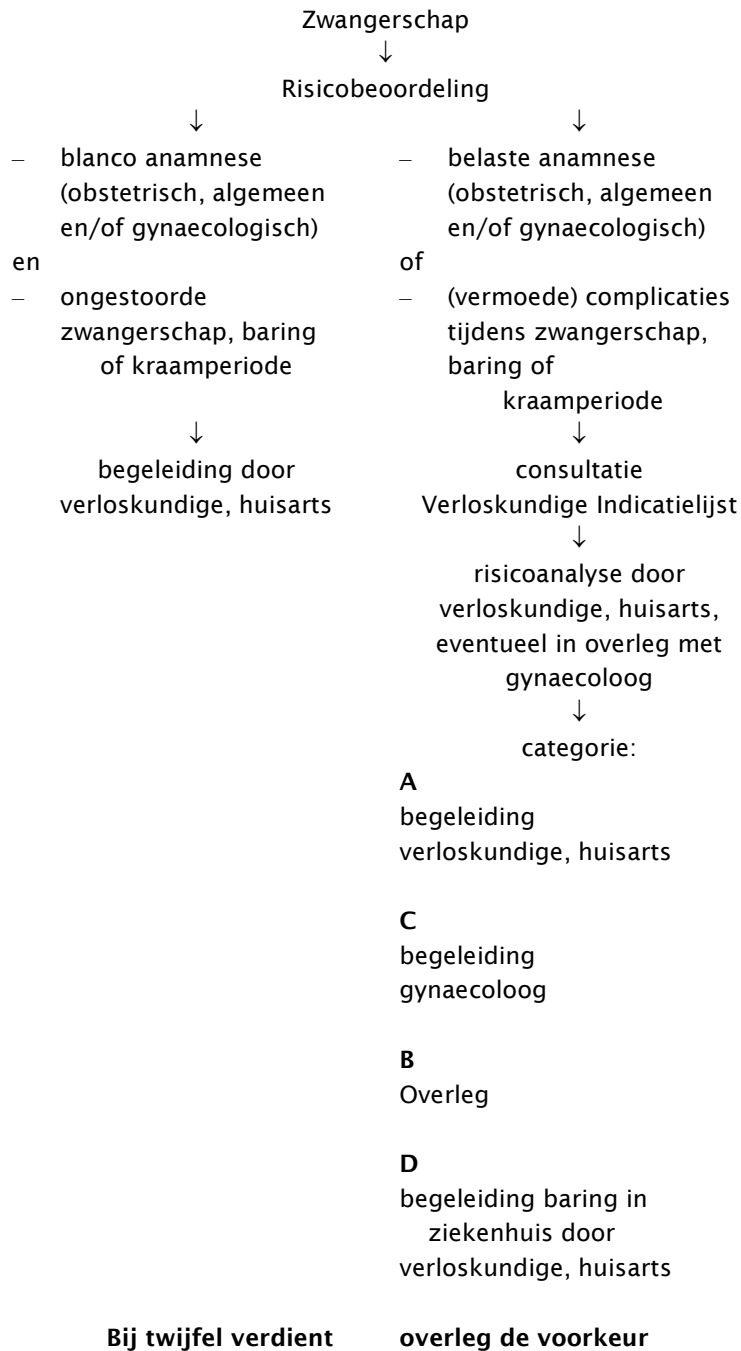 Zwangerschap
↓
Risicobeoordeling
↓
– blanco anamnese
(obstetrisch, algemeen
en/of gynaecologisch)
en
– ongestoorde
zwangerschap, baring
of kraamperiode
↓
begeleiding door
verloskundige, huisarts
↓
– belaste anamnese
(obstetrisch, algemeen
en/of gynaecologisch)
of
– (vermoede) complicaties
tijdens zwangerschap,
baring of
kraamperiode
↓
consultatie
Verloskundige Indicatielijst
↓
risicoanalyse door
verloskundige, huisarts,
eventueel in overleg met
gynaecoloog
↓
categorie:
A
begeleiding
verloskundige, huisarts
C
begeleiding
gynaecoloog
B
Overleg
D
begeleiding baring in
ziekenhuis door
verloskundige, huisarts
Bij twijfel verdient overleg de voorkeur